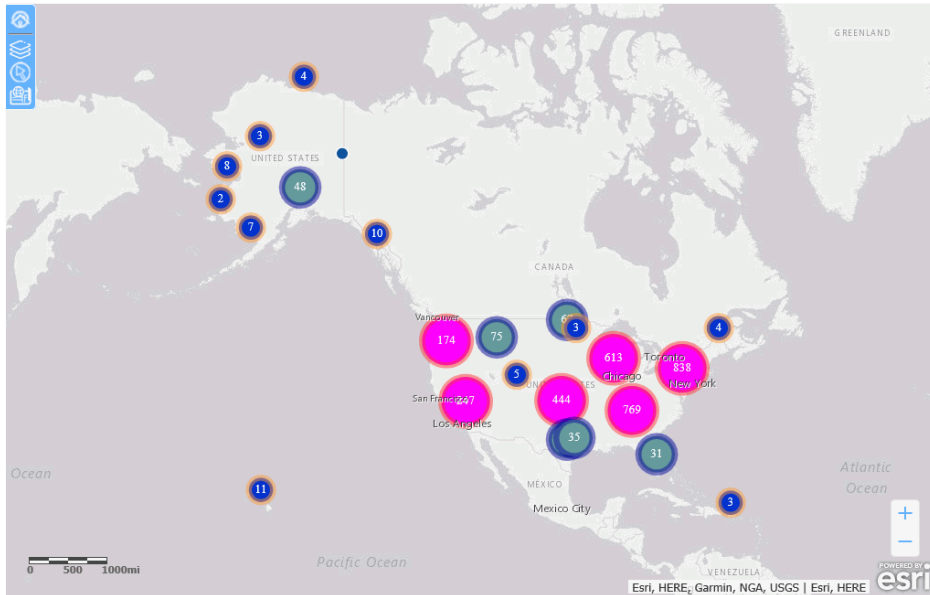 GREENLAND
4
3
8
UNITED STATES
48
2
7
10
CANADA
Vancouver
174
75
3
4
613
Toronto
838
Chicago
New York
5
444
769
San Francisco
247
Los Angeles
35
31
MÉXICO
Mexico City
11
3
Ocean
Atlantic
Ocean
Pacific Ocean
VENEZUELA
0 500 1000mi
+
−
POWERED BY
esri
Esri, HERE, Garmin, NGA, USGS | Esri, HERE